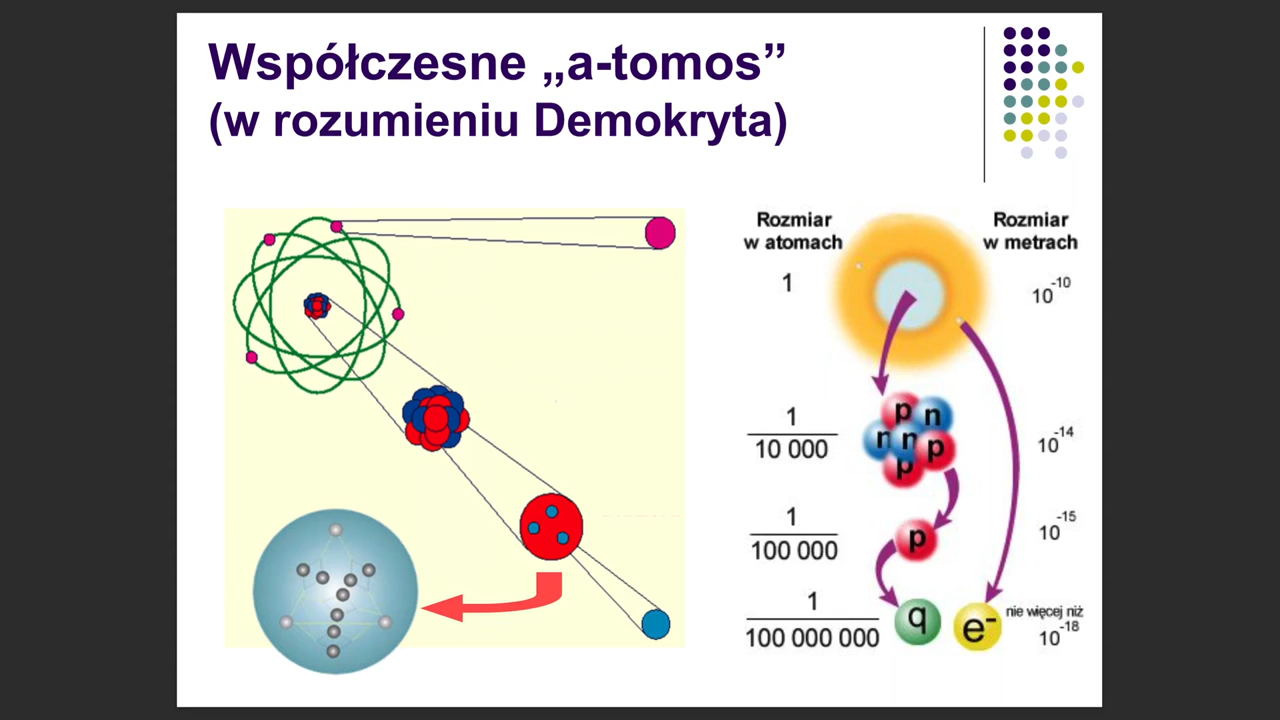 Współczesne „a-tomos”
(w rozumieniu Demokryta)
Rozmiar
w atomach
Rozmiar
w metrach
1
10-10
1
10 000
p n
n n p
p
10-14
1
100 000
p
10-15
1
100 000 000
q
e-
nie więcej niż
10-18